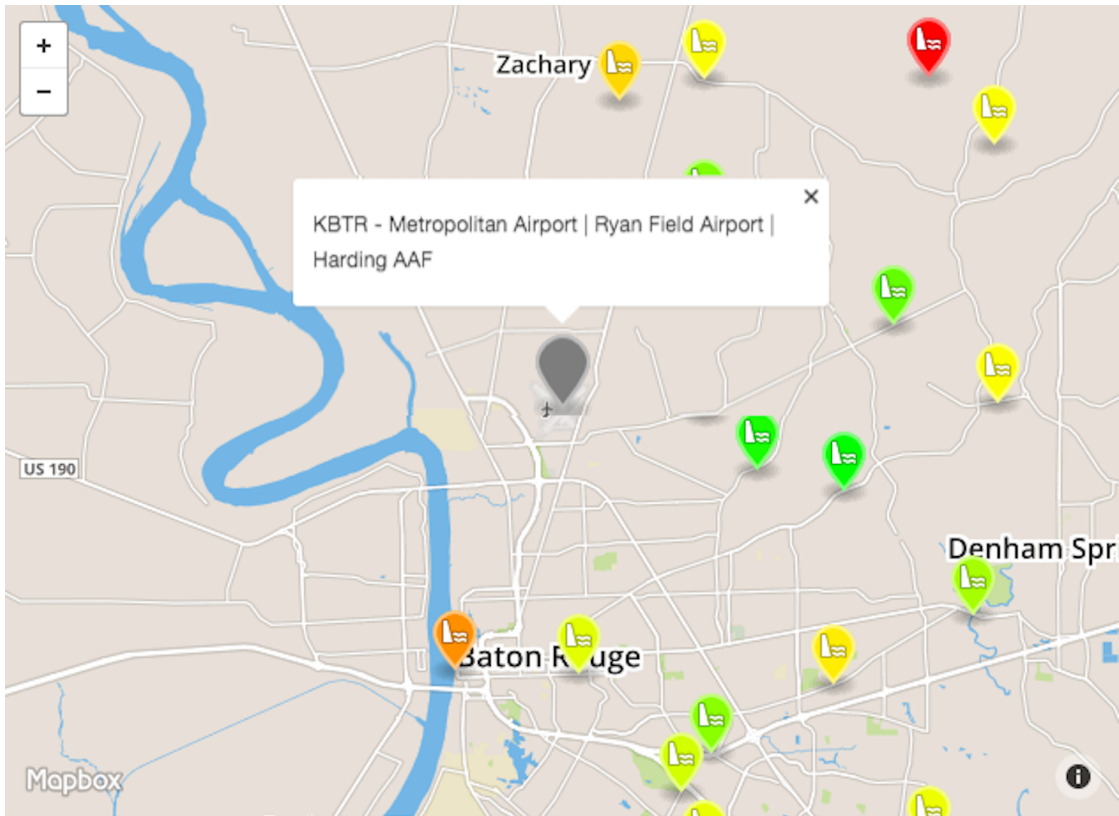 +
Zachary
−
×
KBTR - Metropolitan Airport | Ryan Field Airport |
Harding AAF
US 190
Denham Spr
Baton Rouge
Mapbox
i